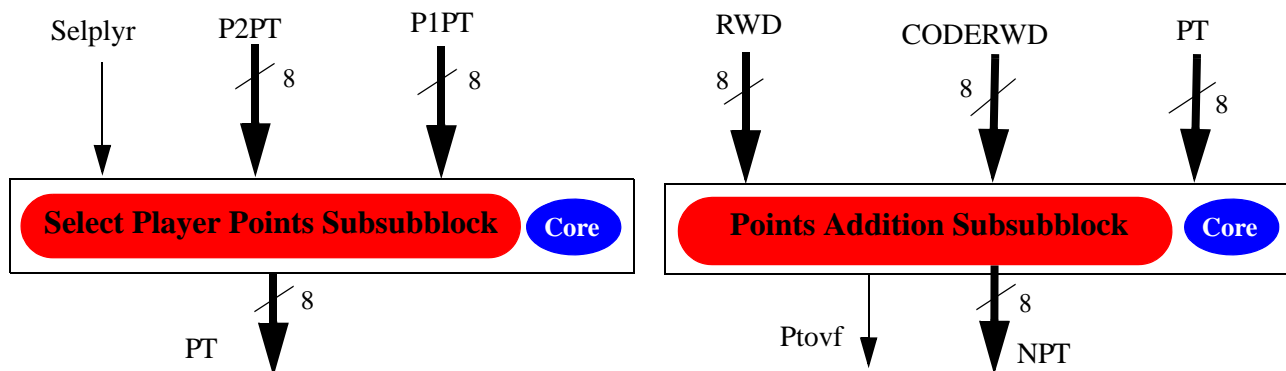 Selplyr P2PT P1PT RWD CODERWD PT
8 8 8 8 8
Select Player Points Subsubblock Core Points Addition Subsubblock Core
8 8
PT Ptovf NPT